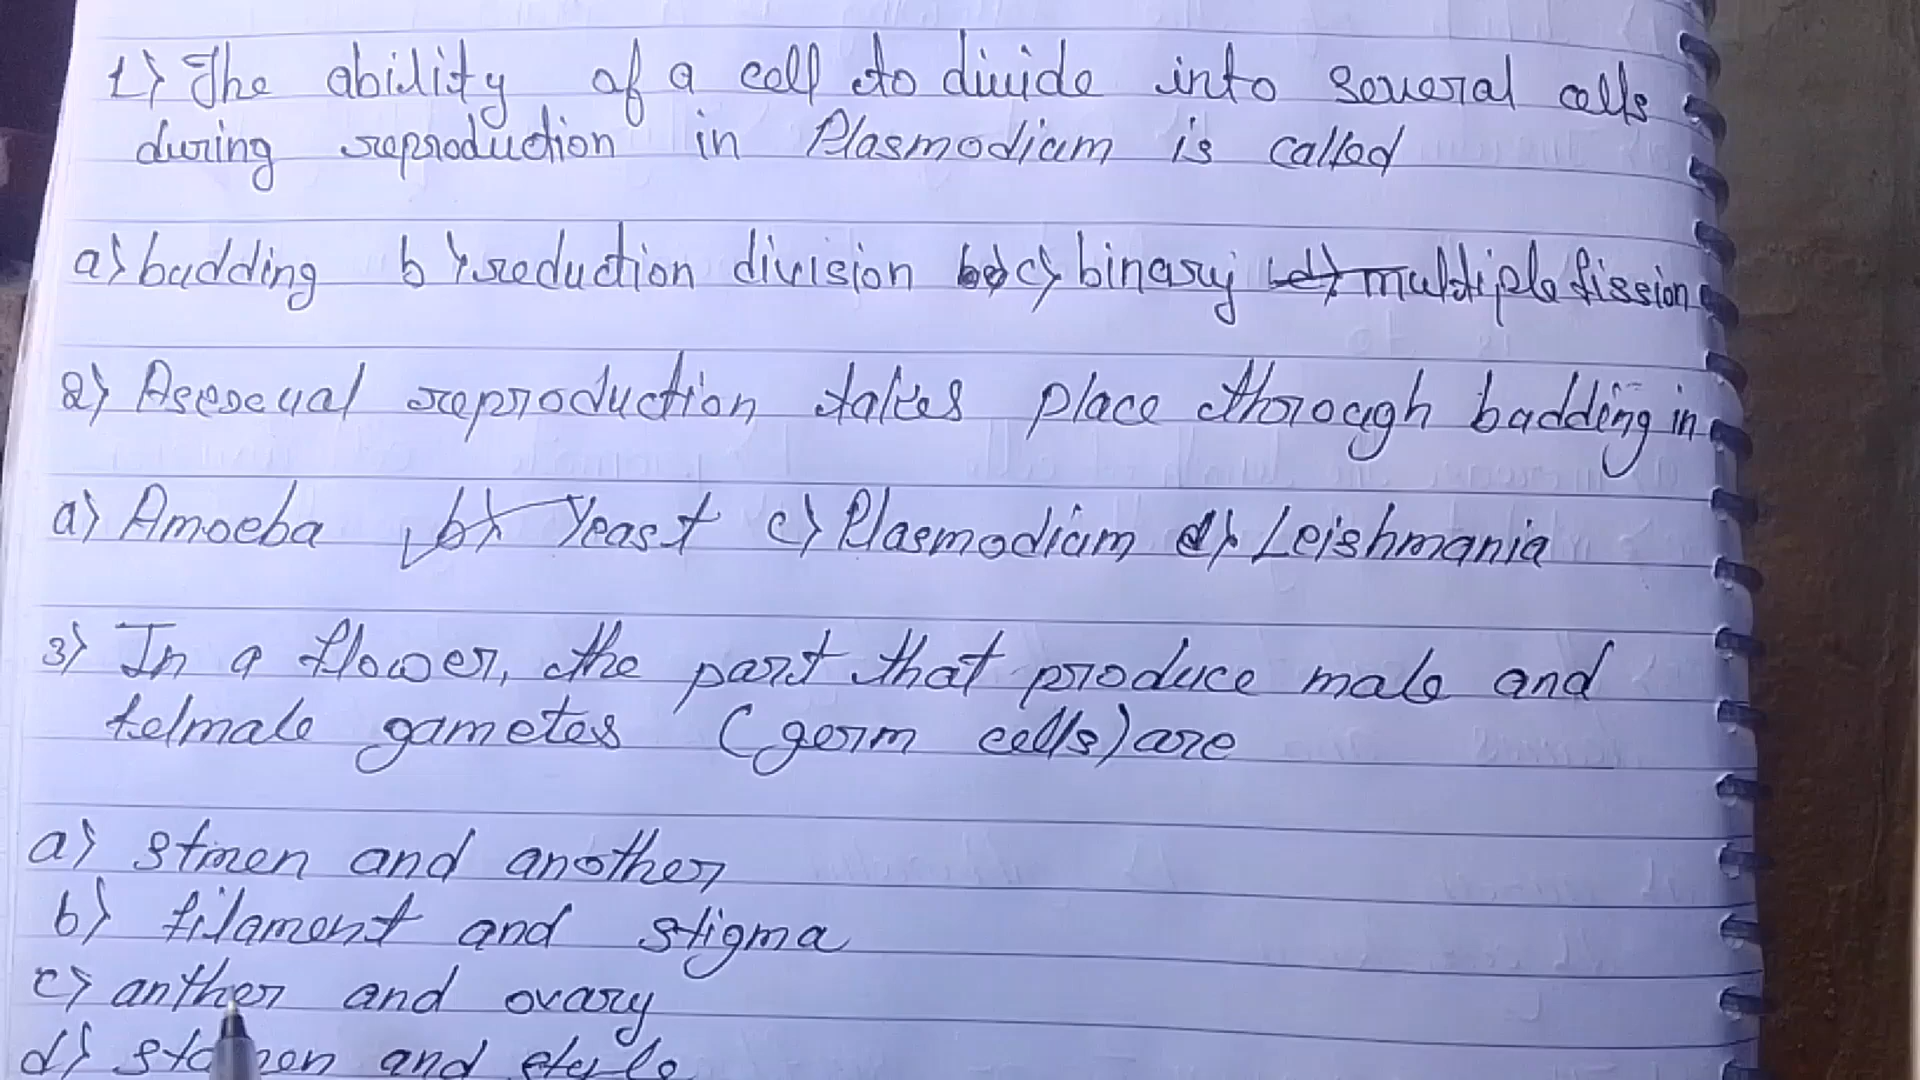 1) The ability of a cell to divide into several cells
during reproduction in Plasmodium is called
a) budding b) reduction division c) binary d) multiple fission
2) Asexual reproduction takes place through budding in
a) Amoeba b) Yeast c) Plasmodium d) Leishmania
3) In a flower, the part that produce male and
felmale gametes (germ cells) are
a) stmen and another
b) filament and stigma
c) anther and ovary
d) stamen and style